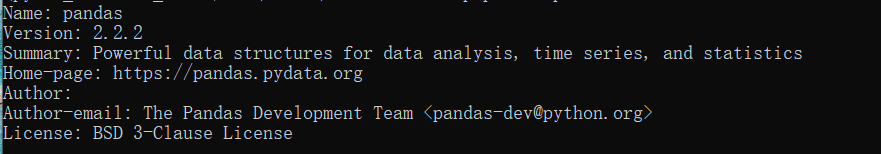 Name: pandas
Version: 2.2.2
Summary: Powerful data structures for data analysis, time series, and statistics
Home-page: https://pandas.pydata.org
Author:
Author-email: The Pandas Development Team <pandas-dev@python.org>
License: BSD 3-Clause License